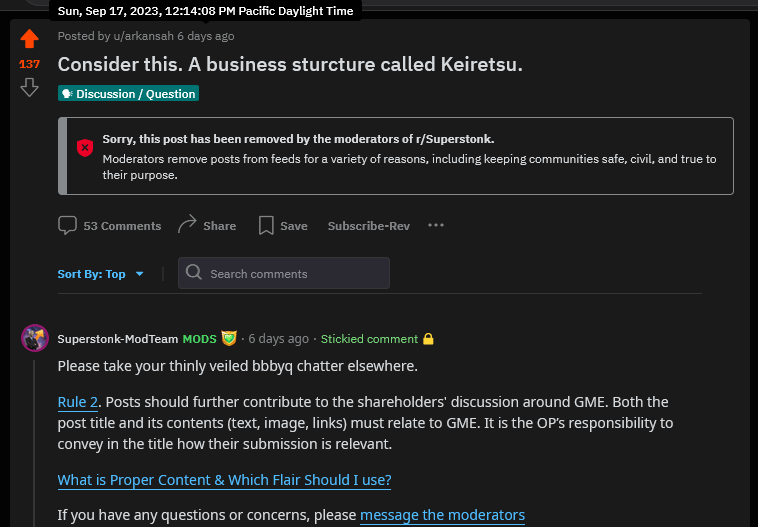 Sun, Sep 17, 2023, 12:14:08 PM Pacific Daylight Time
Posted by u/arkansah 6 days ago
137
Consider this. A business sturcture called Keiretsu.
Discussion / Question
Sorry, this post has been removed by the moderators of r/Superstonk.
Moderators remove posts from feeds for a variety of reasons, including keeping communities safe, civil, and true to
their purpose.
53 Comments Share Save Subscribe-Rev
Sort By: Top Search comments
Superstonk-ModTeam MODS · 6 days ago · Stickied comment
Please take your thinly veiled bbbyq chatter elsewhere.
Rule 2. Posts should further contribute to the shareholders' discussion around GME. Both the
post title and its contents (text, image, links) must relate to GME. It is the OP’s responsibility to
convey in the title how their submission is relevant.
What is Proper Content & Which Flair Should I use?
If you have any questions or concerns, please message the moderators